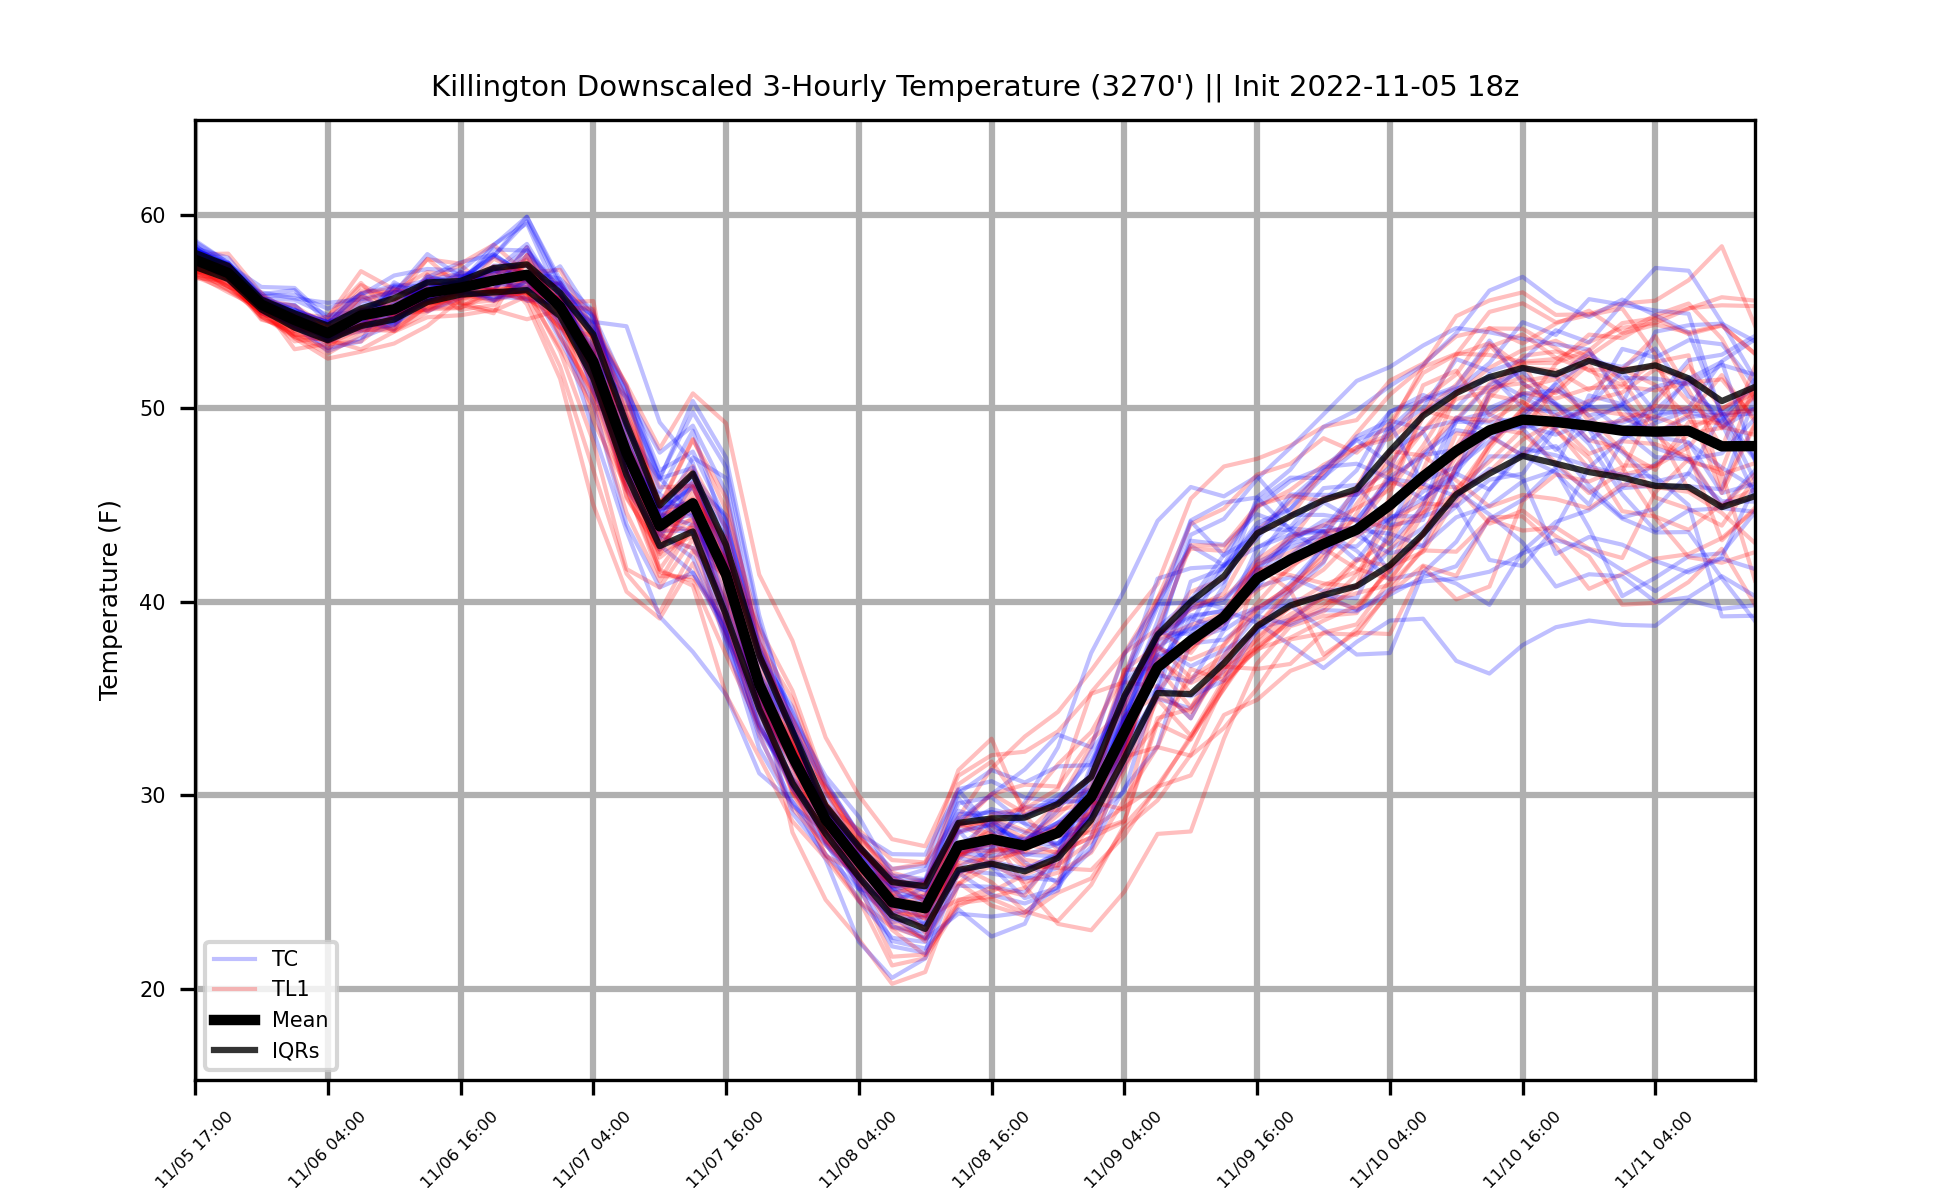 Killington Downscaled 3-Hourly Temperature (3270') || Init 2022-11-05 18z
Temperature (F)
60
50
40
30
20
TC
TL1
Mean
IQRs
11/05 17:00
11/06 04:00
11/06 16:00
11/07 04:00
11/07 16:00
11/08 04:00
11/08 16:00
11/09 04:00
11/09 16:00
11/10 04:00
11/10 16:00
11/11 04:00